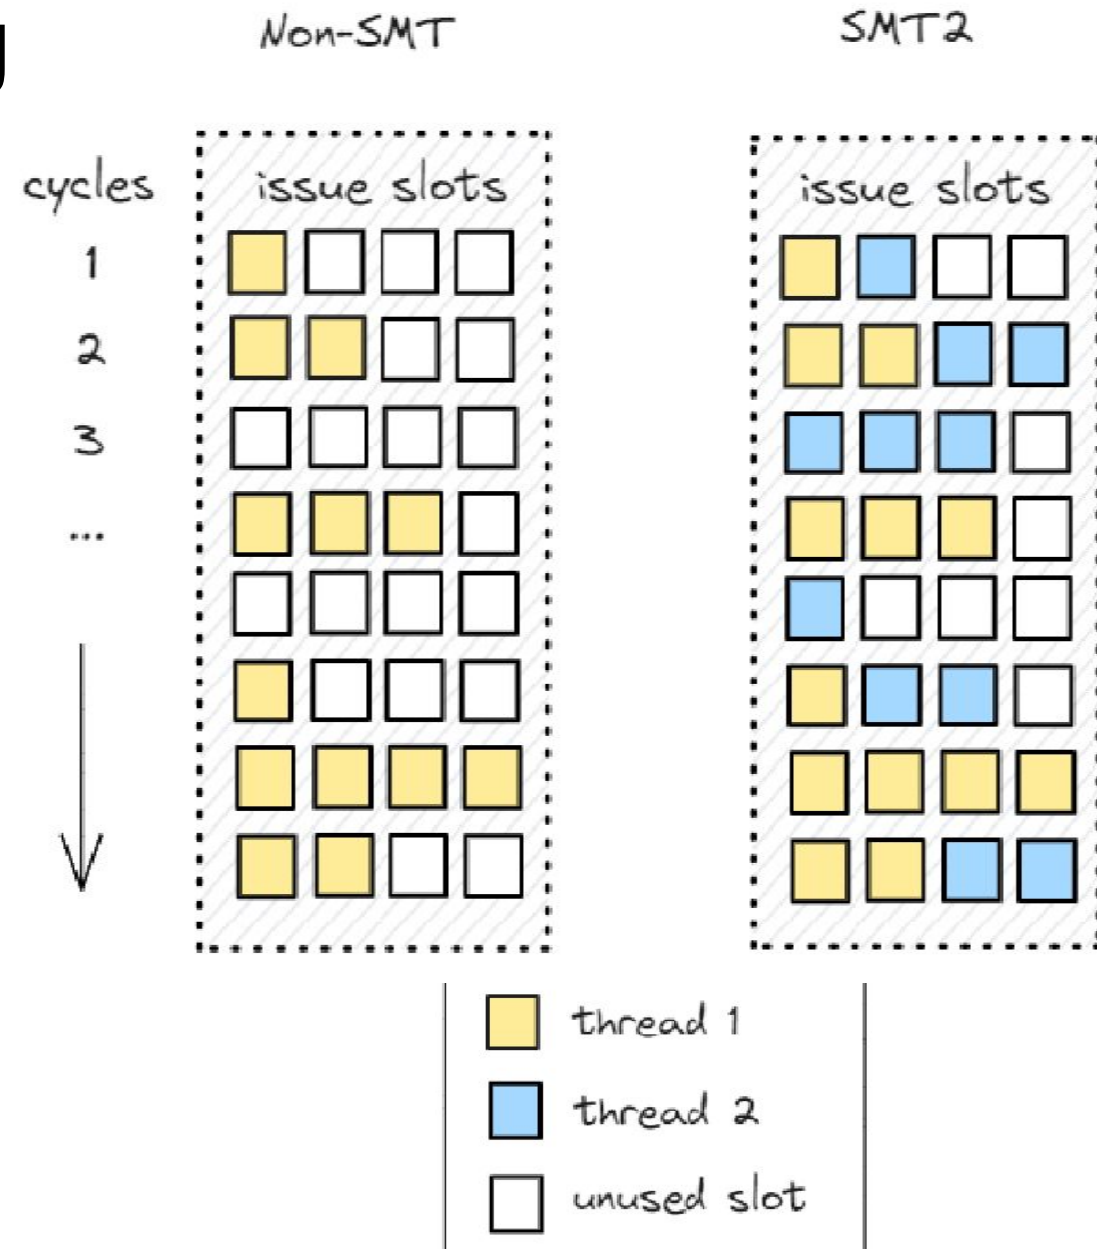 Non-SMT
SMT2
cycles
issue slots
issue slots
1
2
3
...
thread 1
thread 2
unused slot